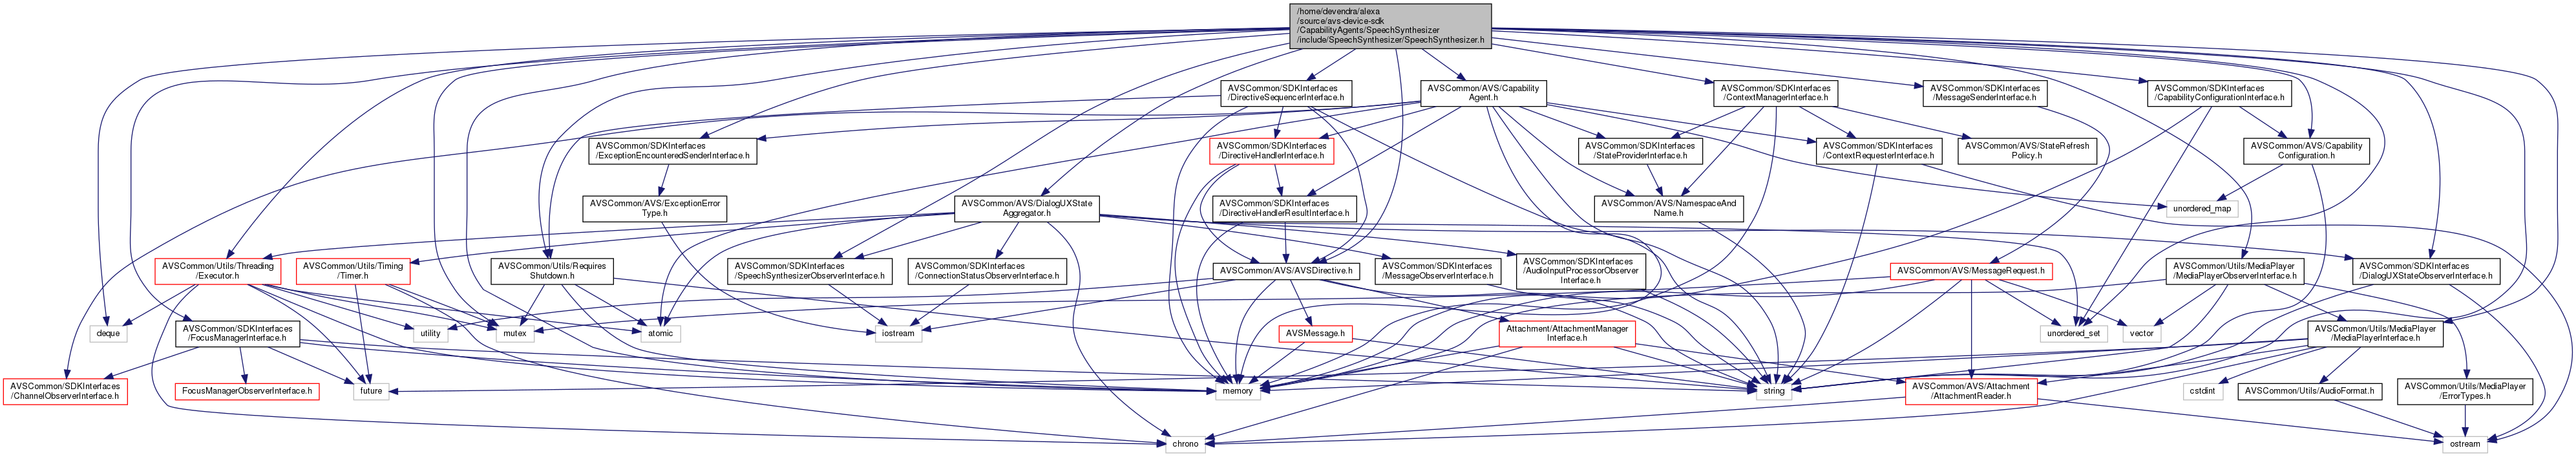 /home/devendra/alexa
/source/avs-device-sdk
/CapabilityAgents/SpeechSynthesizer
/include/SpeechSynthesizer/SpeechSynthesizer.h
AVSCommon/SDKInterfaces
/DirectiveSequencerInterface.h
AVSCommon/AVS/Capability
Agent.h
AVSCommon/SDKInterfaces
/ContextManagerInterface.h
AVSCommon/SDKInterfaces
/MessageSenderInterface.h
AVSCommon/SDKInterfaces
/CapabilityConfigurationInterface.h
AVSCommon/SDKInterfaces
/ExceptionEncounteredSenderInterface.h
AVSCommon/SDKInterfaces
/DirectiveHandlerInterface.h
AVSCommon/SDKInterfaces
/StateProviderInterface.h
AVSCommon/SDKInterfaces
/ContextRequesterInterface.h
AVSCommon/AVS/StateRefresh
Policy.h
AVSCommon/AVS/Capability
Configuration.h
AVSCommon/AVS/ExceptionError
Type.h
AVSCommon/AVS/DialogUXState
Aggregator.h
AVSCommon/SDKInterfaces
/DirectiveHandlerResultInterface.h
AVSCommon/AVS/NamespaceAnd
Name.h
unordered_map
AVSCommon/Utils/Threading
/Executor.h
AVSCommon/Utils/Timing
/Timer.h
AVSCommon/Utils/Requires
Shutdown.h
AVSCommon/SDKInterfaces
/SpeechSynthesizerObserverInterface.h
AVSCommon/SDKInterfaces
/ConnectionStatusObserverInterface.h
AVSCommon/AVS/AVSDirective.h
AVSCommon/SDKInterfaces
/MessageObserverInterface.h
AVSCommon/SDKInterfaces
/AudioInputProcessorObserver
Interface.h
AVSCommon/AVS/MessageRequest.h
AVSCommon/Utils/MediaPlayer
/MediaPlayerObserverInterface.h
AVSCommon/SDKInterfaces
/DialogUXStateObserverInterface.h
deque
AVSCommon/SDKInterfaces
/FocusManagerInterface.h
utility
mutex
atomic
iostream
AVSMessage.h
Attachment/AttachmentManager
Interface.h
unordered_set
vector
AVSCommon/Utils/MediaPlayer
/MediaPlayerInterface.h
AVSCommon/SDKInterfaces
/ChannelObserverInterface.h
FocusManagerObserverInterface.h
future
memory
string
AVSCommon/AVS/Attachment
/AttachmentReader.h
cstdint
AVSCommon/Utils/AudioFormat.h
AVSCommon/Utils/MediaPlayer
/ErrorTypes.h
chrono
ostream